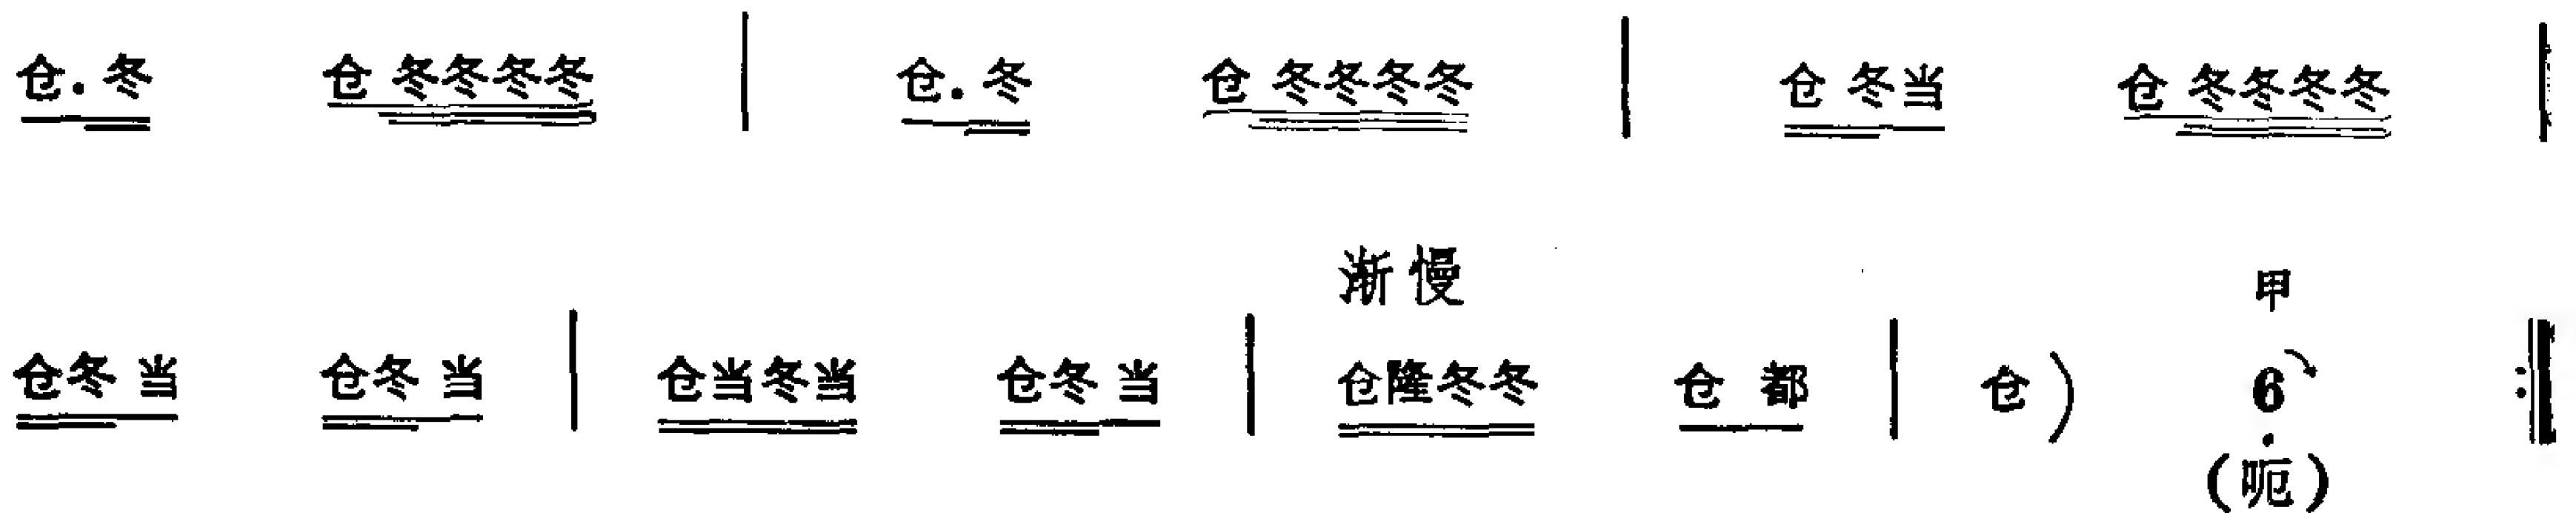 仓.冬 仓 冬冬冬冬 | 仓.冬 仓 冬冬冬冬 | 仓 冬当 仓 冬冬冬冬 |
渐慢 甲
仓冬 当 仓冬 当 | 仓当冬当 仓冬 当 | 仓隆冬冬 仓 都 | 仓) 6 :‖
(呃)